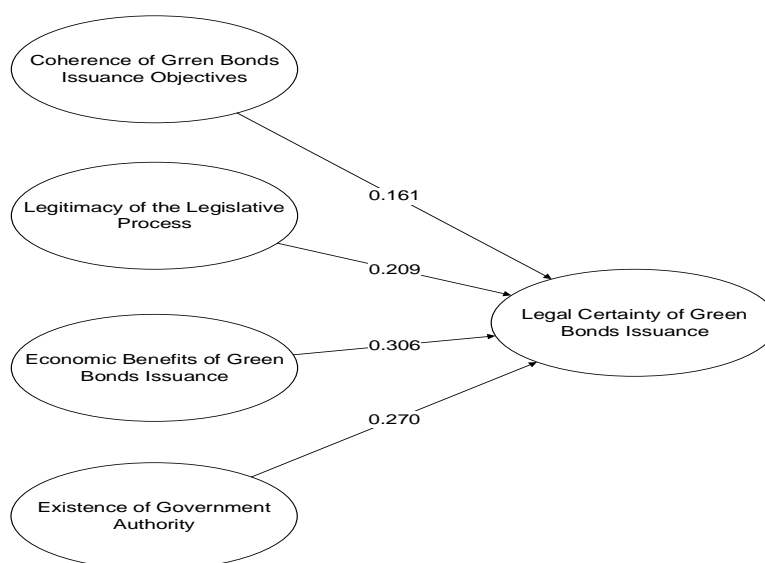 Coherence of Grren Bonds
Issuance Objectives
0.161
Legitimacy of the Legislative
Process
0.209
Legal Certainty of Green
Bonds Issuance
Economic Benefits of Green
Bonds Issuance
0.306
0.270
Existence of Government
Authority